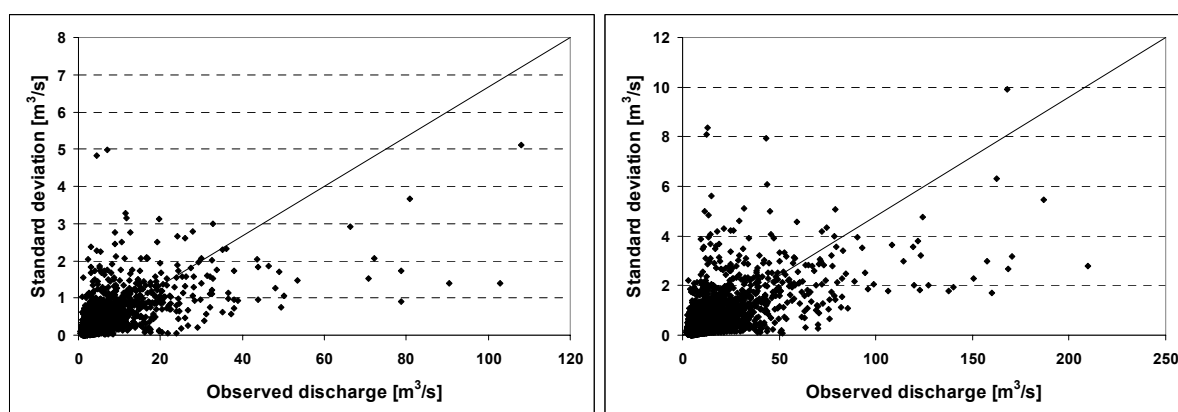 8
7
6
5
4
3
2
1
0
Standard deviation [m³/s]
0 20 40 60 80 100 120
Observed discharge [m³/s]
12
10
8
6
4
2
0
Standard deviation [m³/s]
0 50 100 150 200 250
Observed discharge [m³/s]